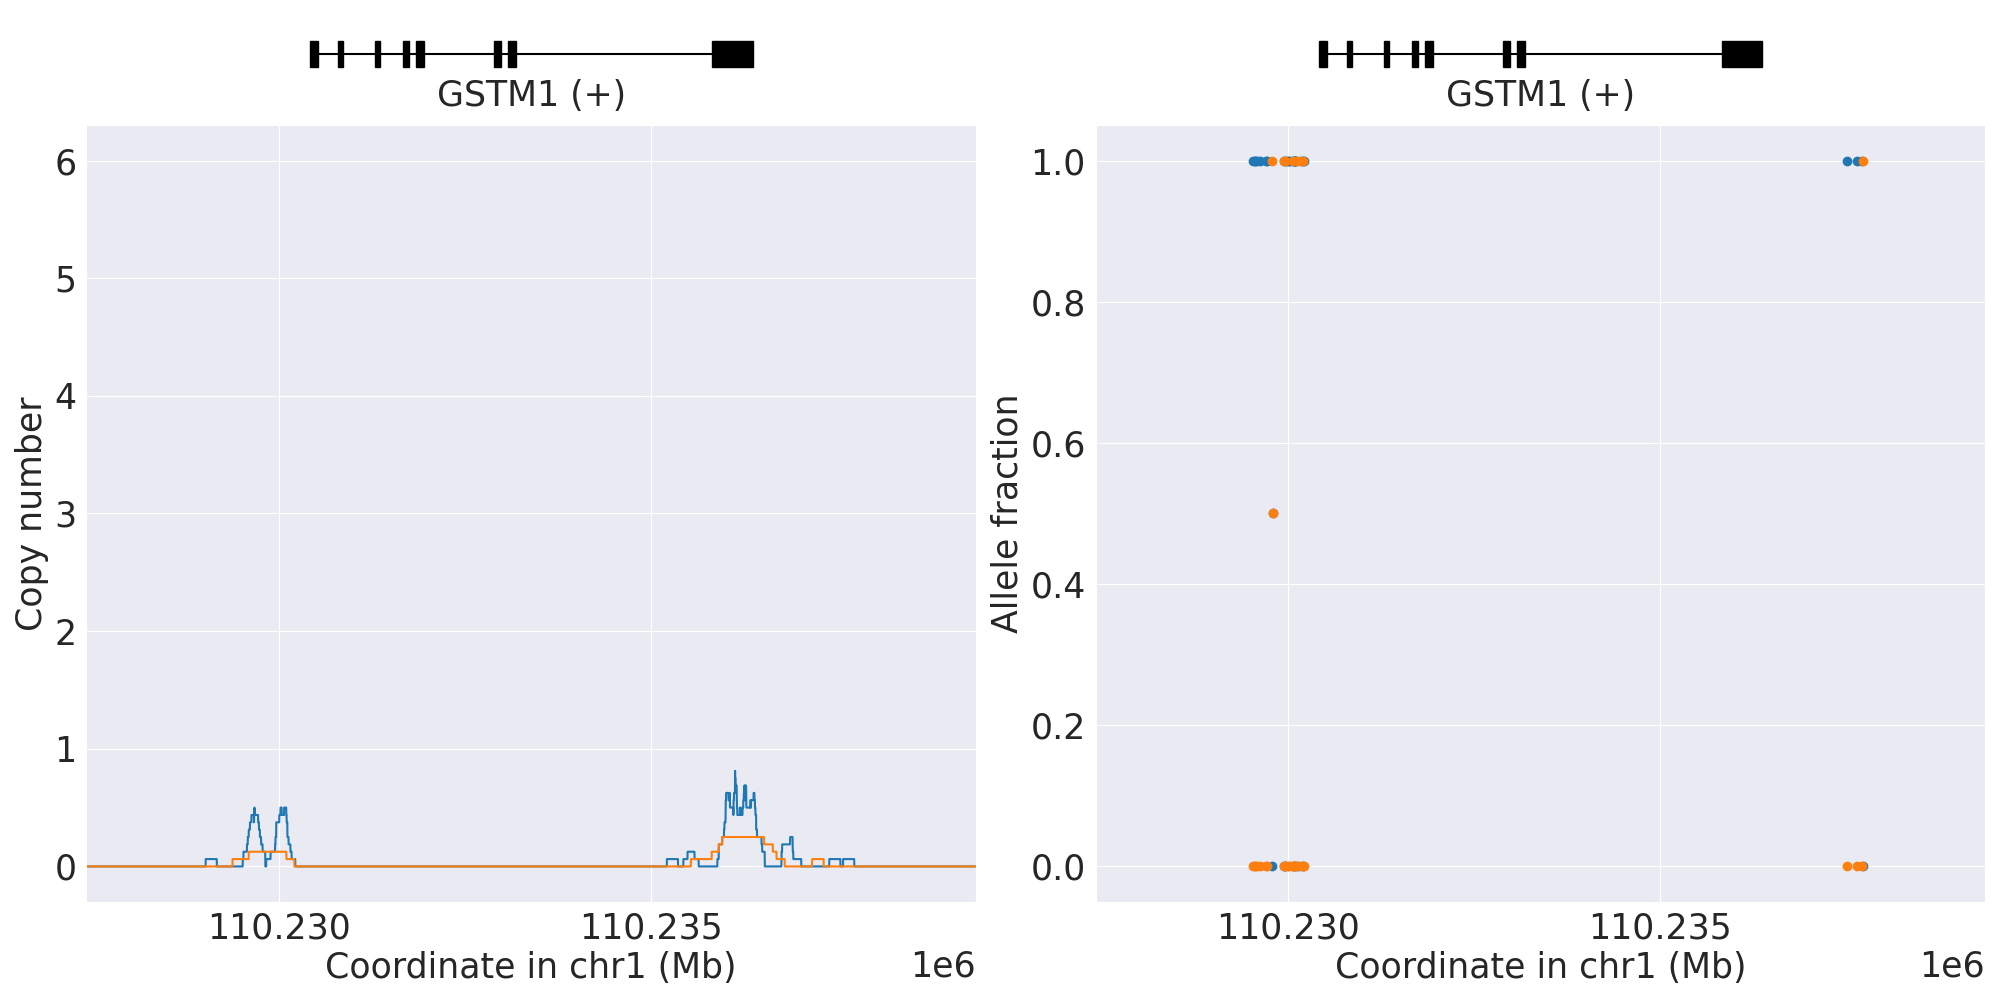 GSTM1 (+)
6
5
4
3
2
1
0
Copy number
110.230
110.235
Coordinate in chr1 (Mb)
1e6
GSTM1 (+)
1.0
0.8
0.6
0.4
0.2
0.0
Allele fraction
110.230
110.235
Coordinate in chr1 (Mb)
1e6